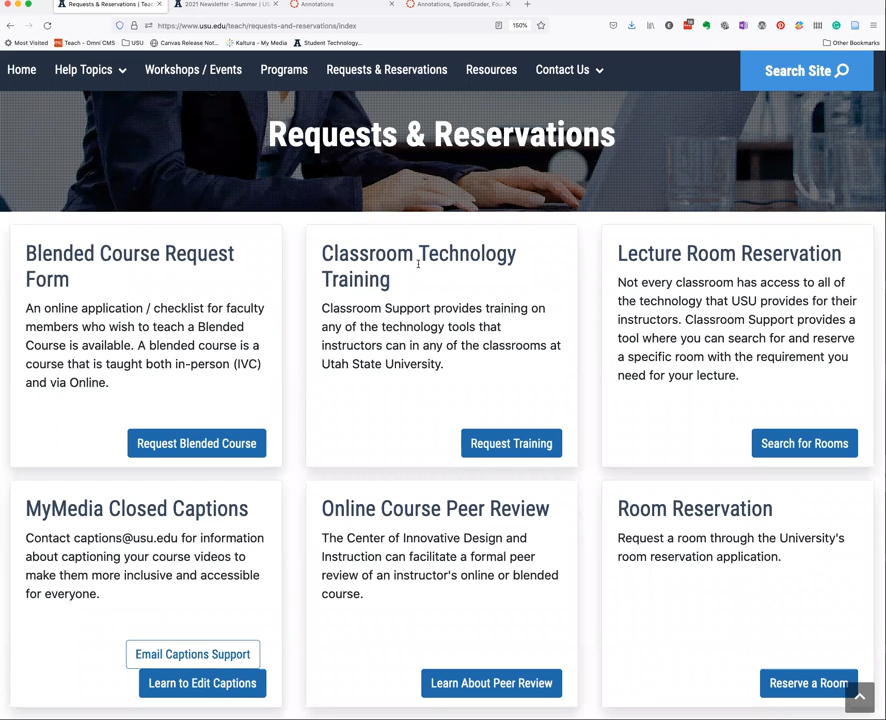 Requests & Reservations | Teac
2021 Newsletter - Summer | U
Annotations
Annotations, SpeedGrader, Fou
https://www.usu.edu/teach/requests-and-reservations/index
150%
Most Visited
Teach - Omni CMS
USU
Canvas Release Not...
Kaltura - My Media
Student Technology...
Other Bookmarks
Home
Help Topics
Workshops / Events
Programs
Requests & Reservations
Resources
Contact Us
Search Site
Requests & Reservations
Blended Course Request
Form
An online application / checklist for faculty
members who wish to teach a Blended
Course is available. A blended course is a
course that is taught both in-person (IVC)
and via Online.
Request Blended Course
Classroom Technology
Training
Classroom Support provides training on
any of the technology tools that
instructors can in any of the classrooms at
Utah State University.
Request Training
Lecture Room Reservation
Not every classroom has access to all of
the technology that USU provides for their
instructors. Classroom Support provides a
tool where you can search for and reserve
a specific room with the requirement you
need for your lecture.
Search for Rooms
MyMedia Closed Captions
Contact captions@usu.edu for information
about captioning your course videos to
make them more inclusive and accessible
for everyone.
Email Captions Support
Learn to Edit Captions
Online Course Peer Review
The Center of Innovative Design and
Instruction can facilitate a formal peer
review of an instructor's online or blended
course.
Learn About Peer Review
Room Reservation
Request a room through the University's
room reservation application.
Reserve a Room